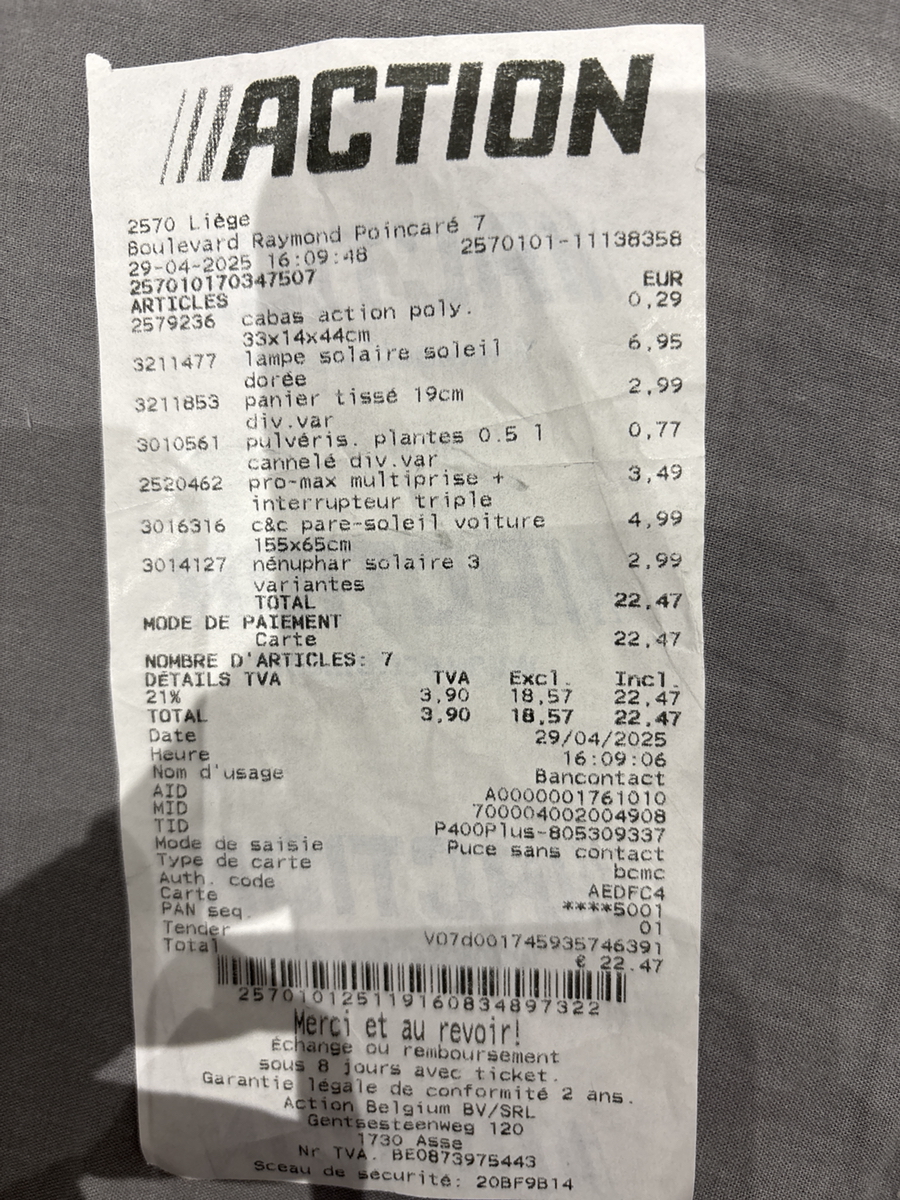 ACTION
2570 Liège
Boulevard Raymond Poincaré 7
29-04-2025 16:09:48 2570101-11138358
257010170347507
ARTICLES EUR
2579236 cabas action poly. 0,29
33x14x44cm
3211477 lampe solaire soleil 6,95
dorée
3211853 panier tissé 19cm 2,99
div.var
3010561 pulvéris. plantes 0.5 l 0,77
cannelé div.var
2520462 pro-max multiprise + 3,49
interrupteur triple
3016316 c&c pare-soleil voiture 4,99
155x65cm
3014127 nénuphar solaire 3 2,99
variantes
TOTAL 22,47
MODE DE PAIEMENT
Carte 22,47
NOMBRE D'ARTICLES: 7
DÉTAILS TVA TVA Excl. Incl.
21% 3,90 18,57 22,47
TOTAL 3,90 18,57 22,47
Date 29/04/2025
Heure 16:09:06
Nom d'usage Bancontact
AID A0000001761010
MID 700004002004908
TID P400Plus-805309337
Mode de saisie Puce sans contact
Type de carte bcmc
Auth. code AEDFC4
Carte ****5001
PAN seq. 01
Tender V07d001745935746391
Total € 22.47
257010125119160834897322
Merci et au revoir!
Échange ou remboursement
sous 8 jours avec ticket.
Garantie légale de conformité 2 ans.
Action Belgium BV/SRL
Gentsesteenweg 120
1730 Asse
Nr TVA. BE0873975443
Sceau de sécurité: 20BF9B14